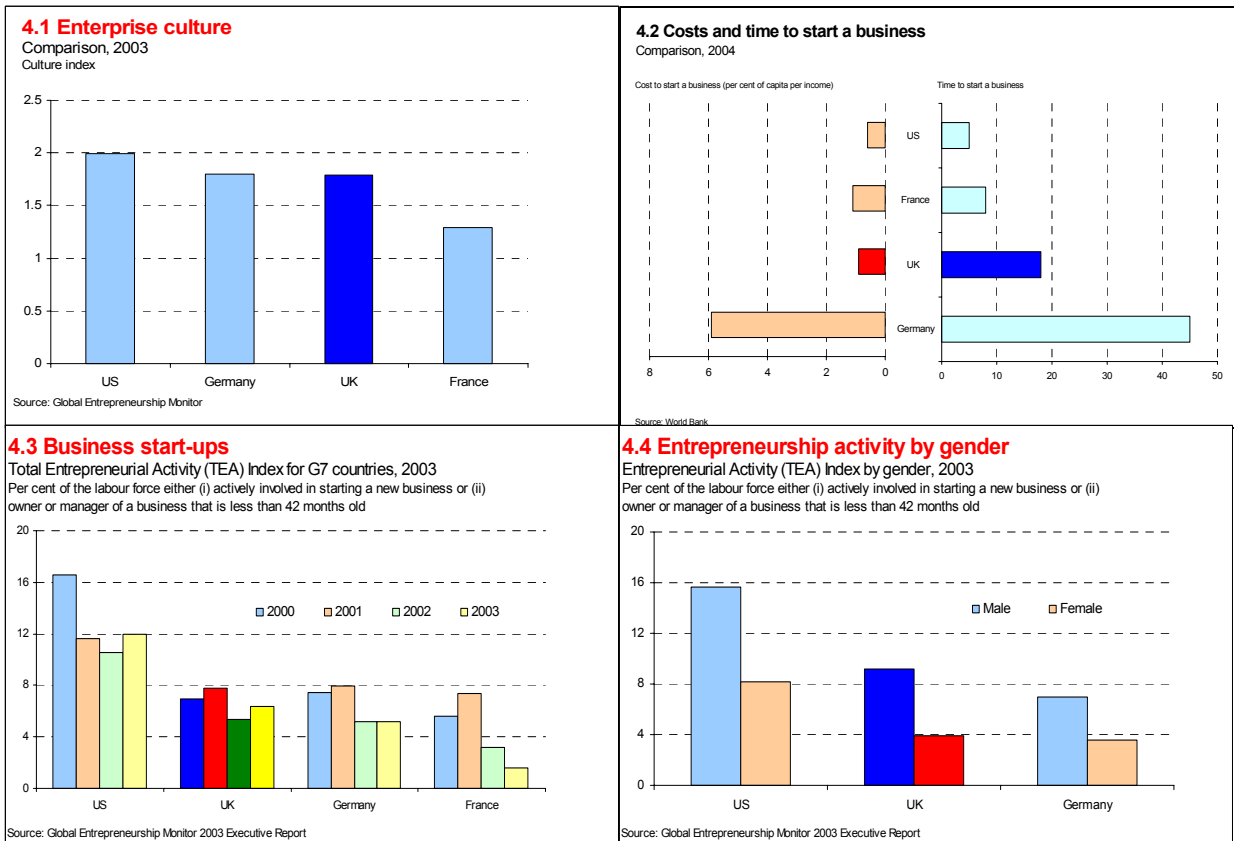 4.1 Enterprise culture
Comparison, 2003
Culture index
2.5
2
1.5
1
0.5
0
US Germany UK France
Source: Global Entrepreneurship Monitor
4.2 Costs and time to start a business
Comparison, 2004
Cost to start a business (per cent of capita per income) Time to start a business
US
France
UK
Germany
8 6 4 2 0 0 10 20 30 40 50
Source: World Bank
4.3 Business start-ups
Total Entrepreneurial Activity (TEA) Index for G7 countries, 2003
Per cent of the labour force either (i) actively involved in starting a new business or (ii)
owner or manager of a business that is less than 42 months old
20
16
12
8
4
0
2000 2001 2002 2003
US UK Germany France
Source: Global Entrepreneurship Monitor 2003 Executive Report
4.4 Entrepreneurship activity by gender
Entrepreneurial Activity (TEA) Index by gender, 2003
Per cent of the labour force either (i) actively involved in starting a new business or (ii)
owner or manager of a business that is less than 42 months old
20
16
12
8
4
0
Male Female
US UK Germany
Source: Global Entrepreneurship Monitor 2003 Executive Report